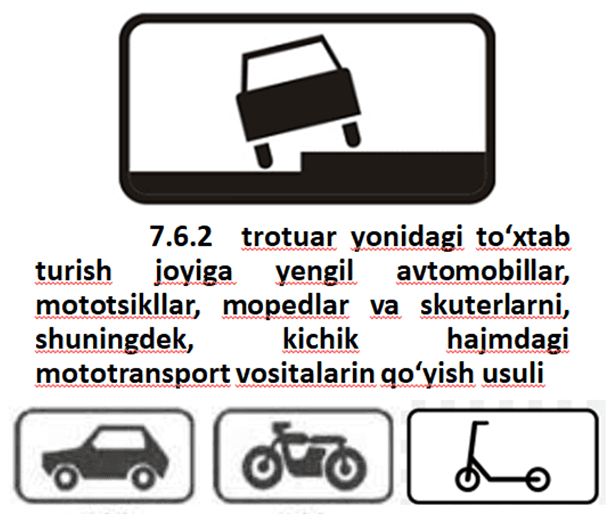 7.6.2 trotuar yonidagi to‘xtab
turish joyiga yengil avtomobillar,
mototsikllar, mopedlar va skuterlarni,
shuningdek, kichik hajmdagi
mototransport vositalarin qo‘yish usuli